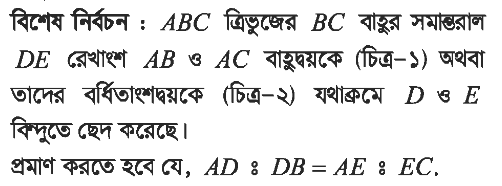 বিশেষ নির্বচন : ABC ত্রিভুজের BC বাহুর সমান্তরাল
DE রেখাংশ AB ও AC বাহুদ্বয়কে (চিত্র-১) অথবা
তাদের বর্ধিতাংশদ্বয়কে (চিত্র-২) যথাক্রমে D ও E
বিন্দুতে ছেদ করেছে।
প্রমাণ করতে হবে যে, AD ঃ DB = AE ঃ EC.